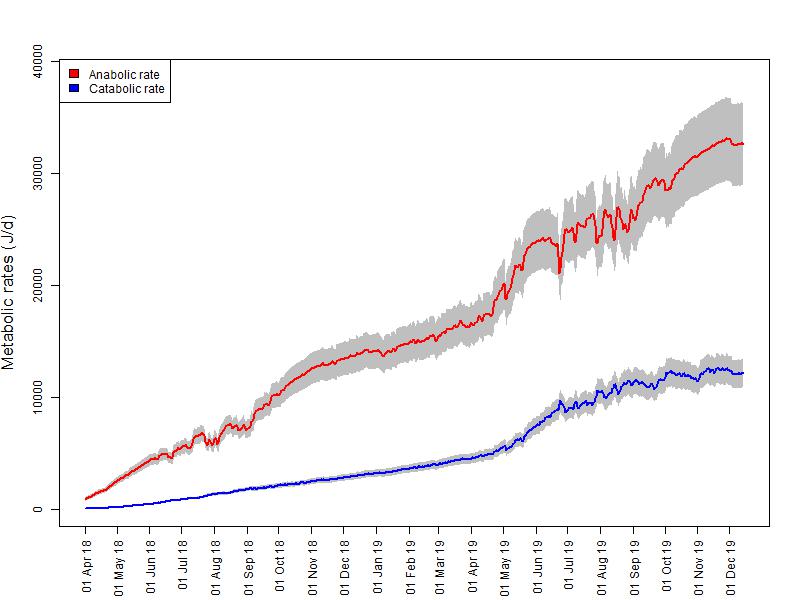 Anabolic rate
Catabolic rate
Metabolic rates (J/d)
40000
30000
20000
10000
0
01 Apr 18
01 May 18
01 Jun 18
01 Jul 18
01 Aug 18
01 Sep 18
01 Oct 18
01 Nov 18
01 Dec 18
01 Jan 19
01 Feb 19
01 Mar 19
01 Apr 19
01 May 19
01 Jun 19
01 Jul 19
01 Aug 19
01 Sep 19
01 Oct 19
01 Nov 19
01 Dec 19